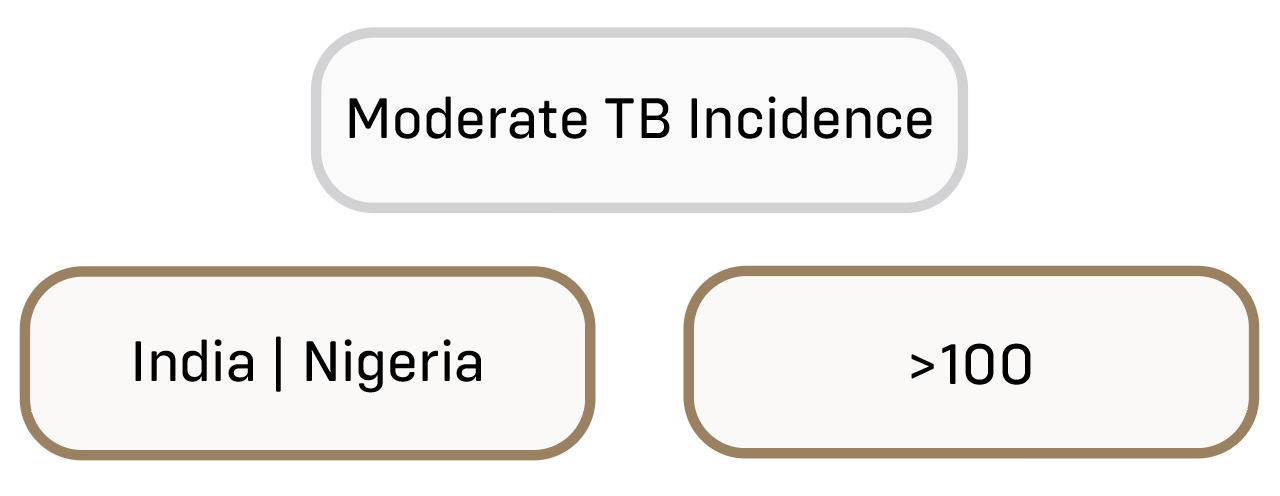 Moderate TB Incidence
India | Nigeria
>100